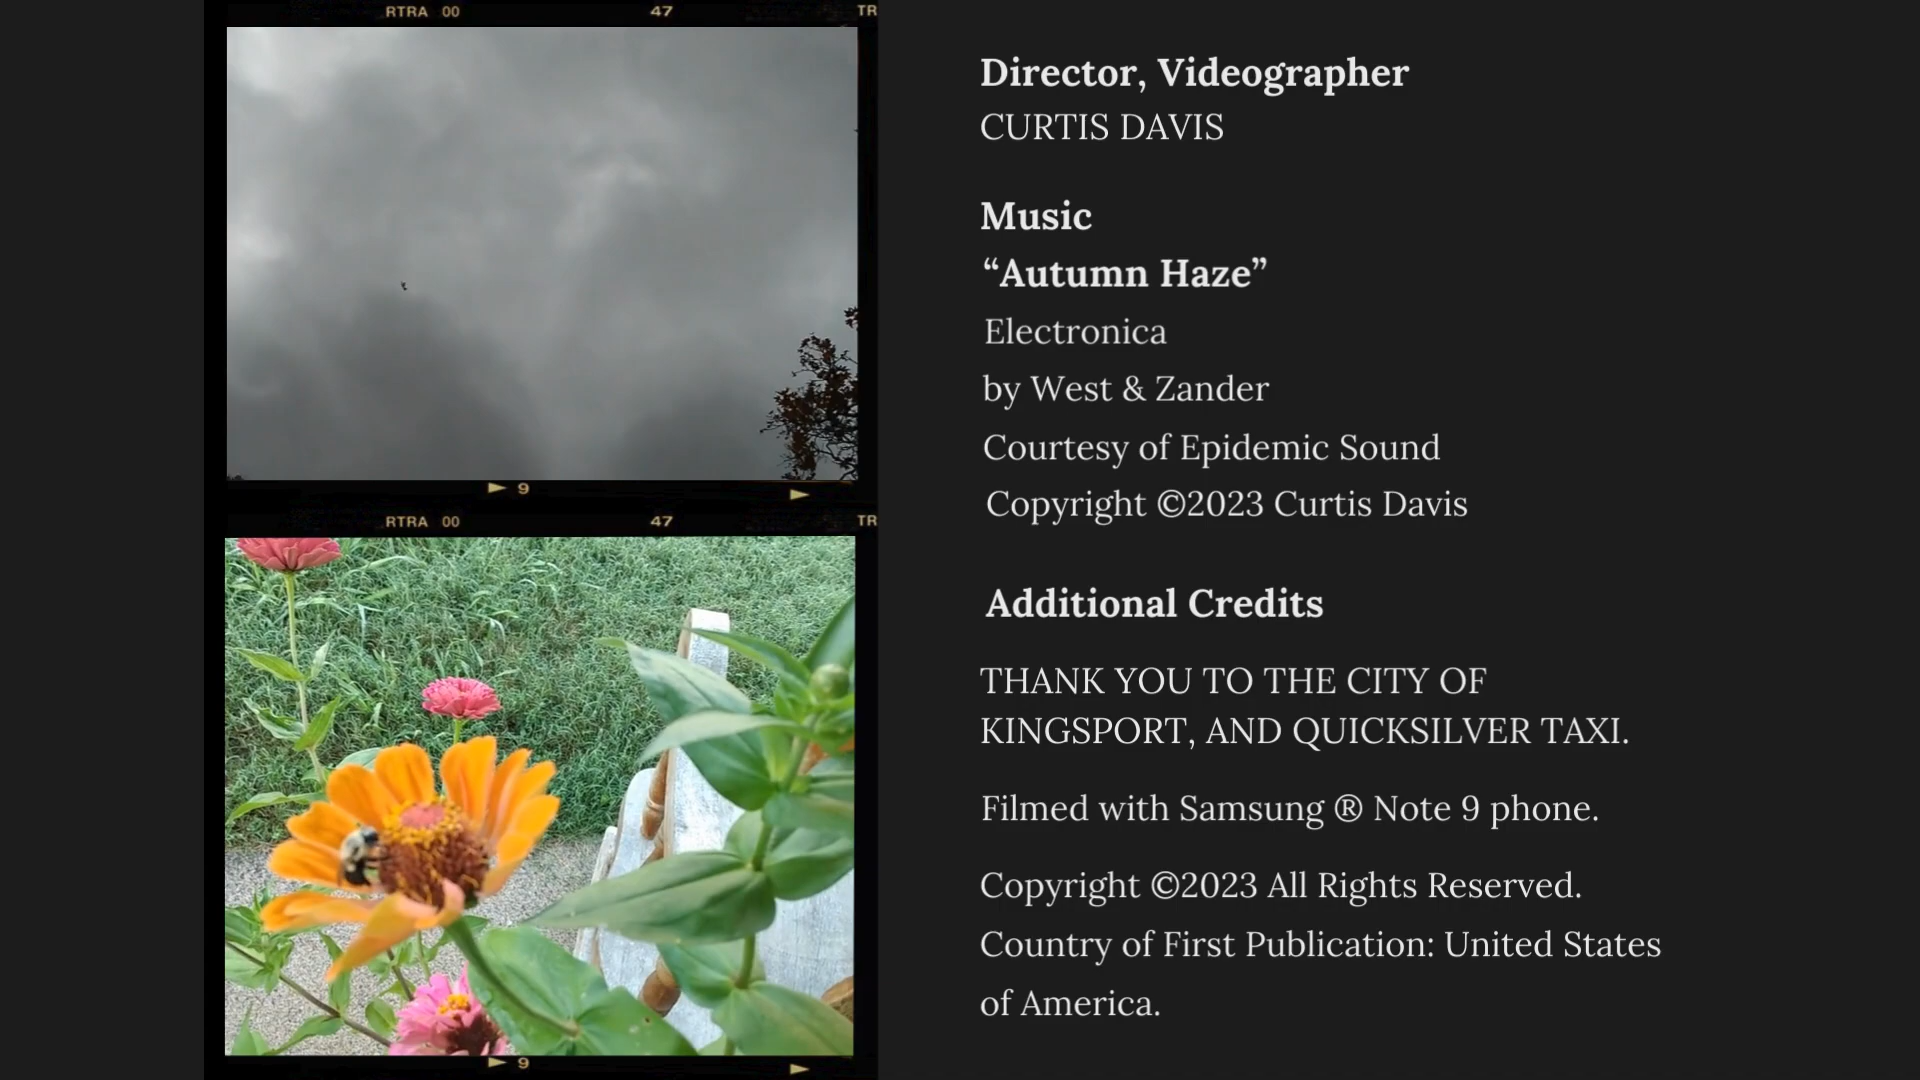 RTRA 00 47 TR
9
RTRA 00 47 TR
9
Director, Videographer
CURTIS DAVIS
Music
“Autumn Haze”
Electronica
by West & Zander
Courtesy of Epidemic Sound
Copyright ©2023 Curtis Davis
Additional Credits
THANK YOU TO THE CITY OF
KINGSPORT, AND QUICKSILVER TAXI.
Filmed with Samsung ® Note 9 phone.
Copyright ©2023 All Rights Reserved.
Country of First Publication: United States
of America.